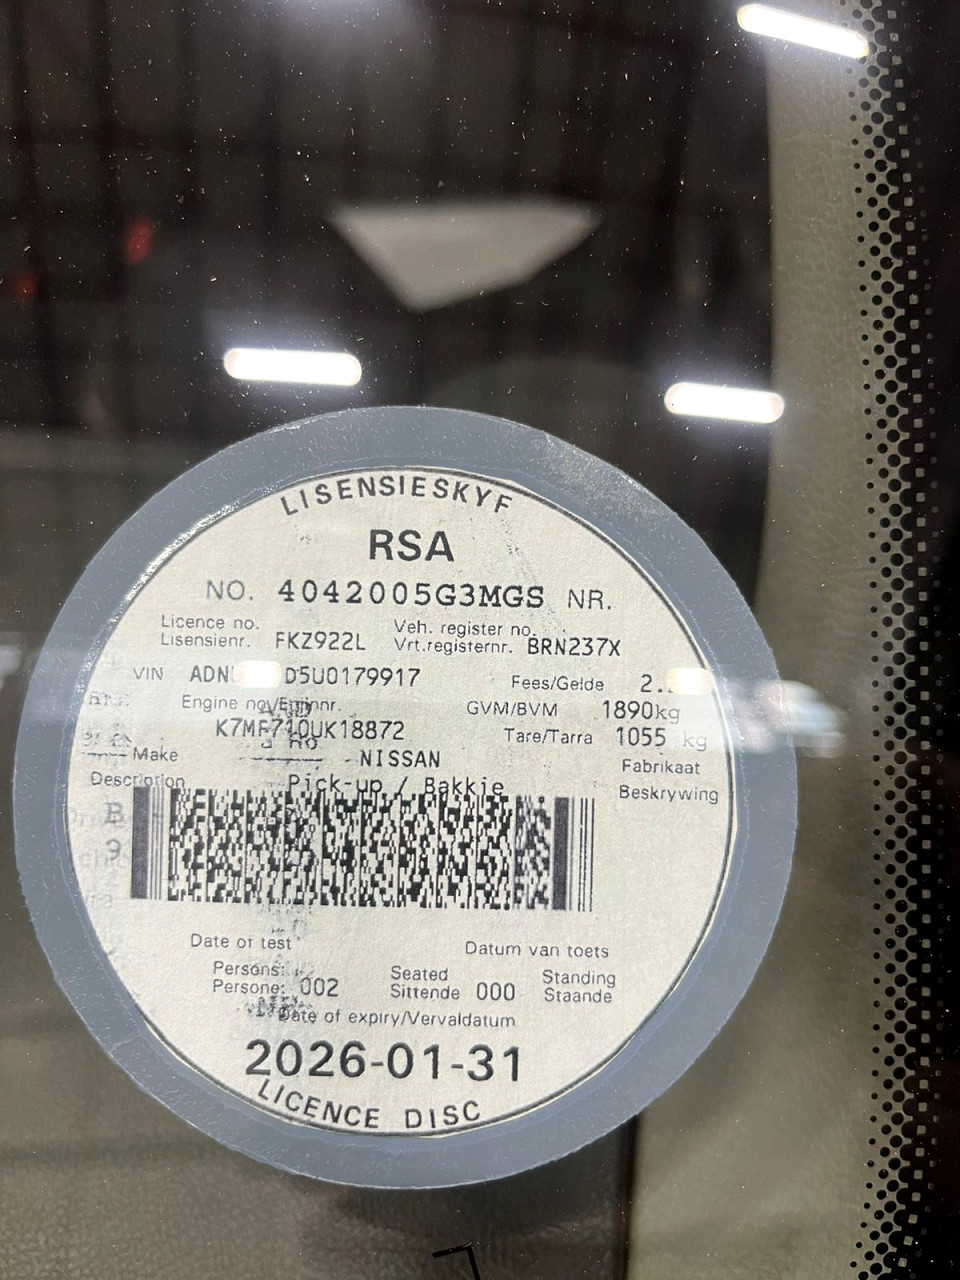 LISENSIESKYF
RSA
NO. 4042005G3MGS NR.
Licence no. Veh. register no.
Lisensienr. FKZ922L Vrt.registernr. BRN237X
VIN Fees/Gelde
Engine no/Enjinnr. GVM/BVM 1890kg
Tare/Tarra 1055 kg
Make NISSAN Fabrikaat
Description Pick-up / Bakkie Beskrywing
Date of test Datum van toets
Persons: Seated Standing
Persone: 002 Sittende 000 Staande
Date of expiry/Vervaldatum
2026-01-31
LICENCE DISC